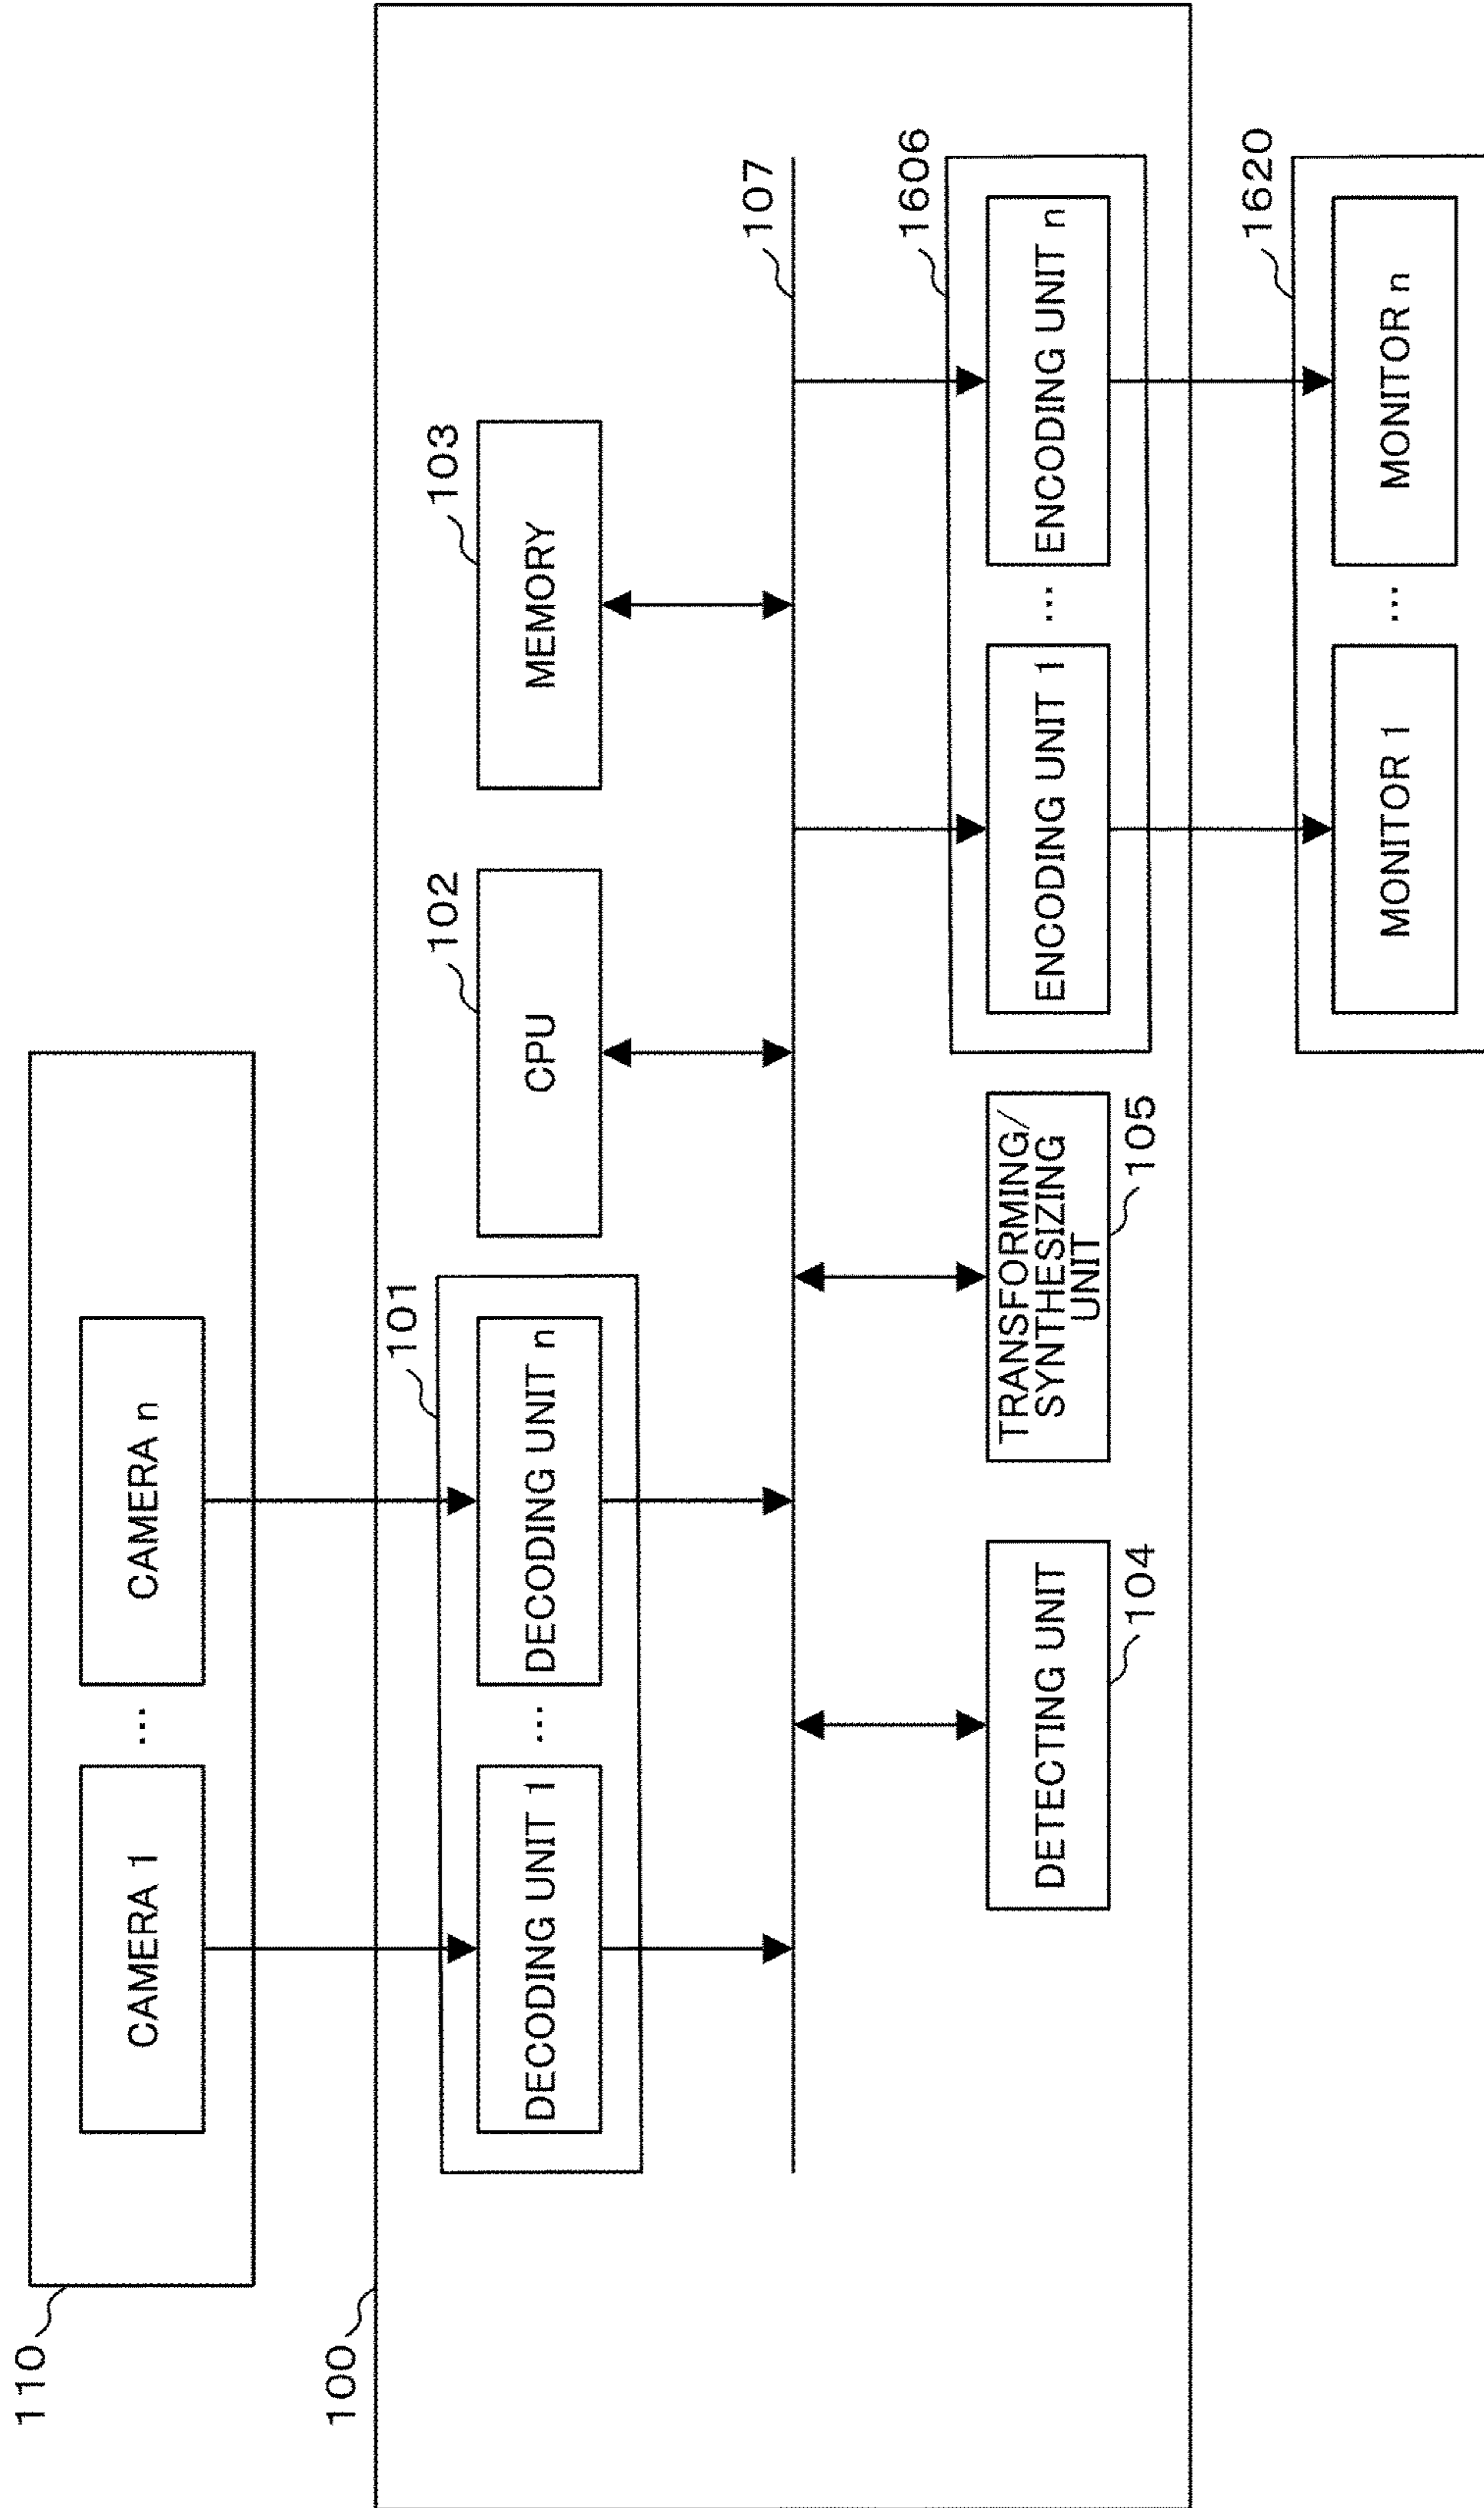 110
CAMERA 1
...
CAMERA n
100
101
DECODING UNIT 1
...
DECODING UNIT n
102
CPU
103
MEMORY
107
DETECTING UNIT
104
TRANSFORMING/
SYNTHESIZING
UNIT
105
1606
ENCODING UNIT 1
...
ENCODING UNIT n
1620
MONITOR 1
...
MONITOR n